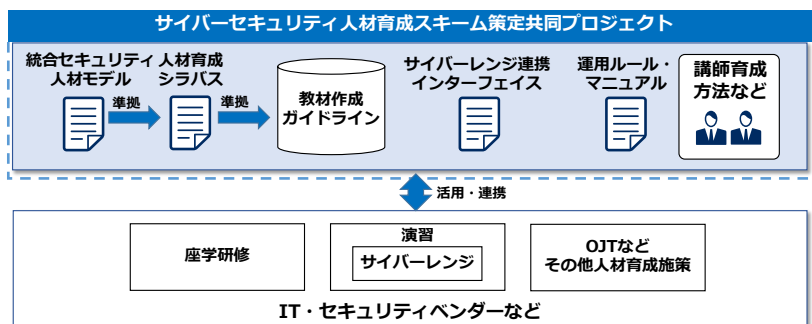 サイバーセキュリティ人材育成スキーム策定共同プロジェクト
統合セキュリティ
人材モデル
準拠
人材育成
シラバス
準拠
教材作成
ガイドライン
サイバーレンジ連携
インターフェイス
運用ルール・
マニュアル
講師育成
方法など
活用・連携
座学研修
演習
サイバーレンジ
OJTなど
その他人材育成施策
IT・セキュリティベンダーなど